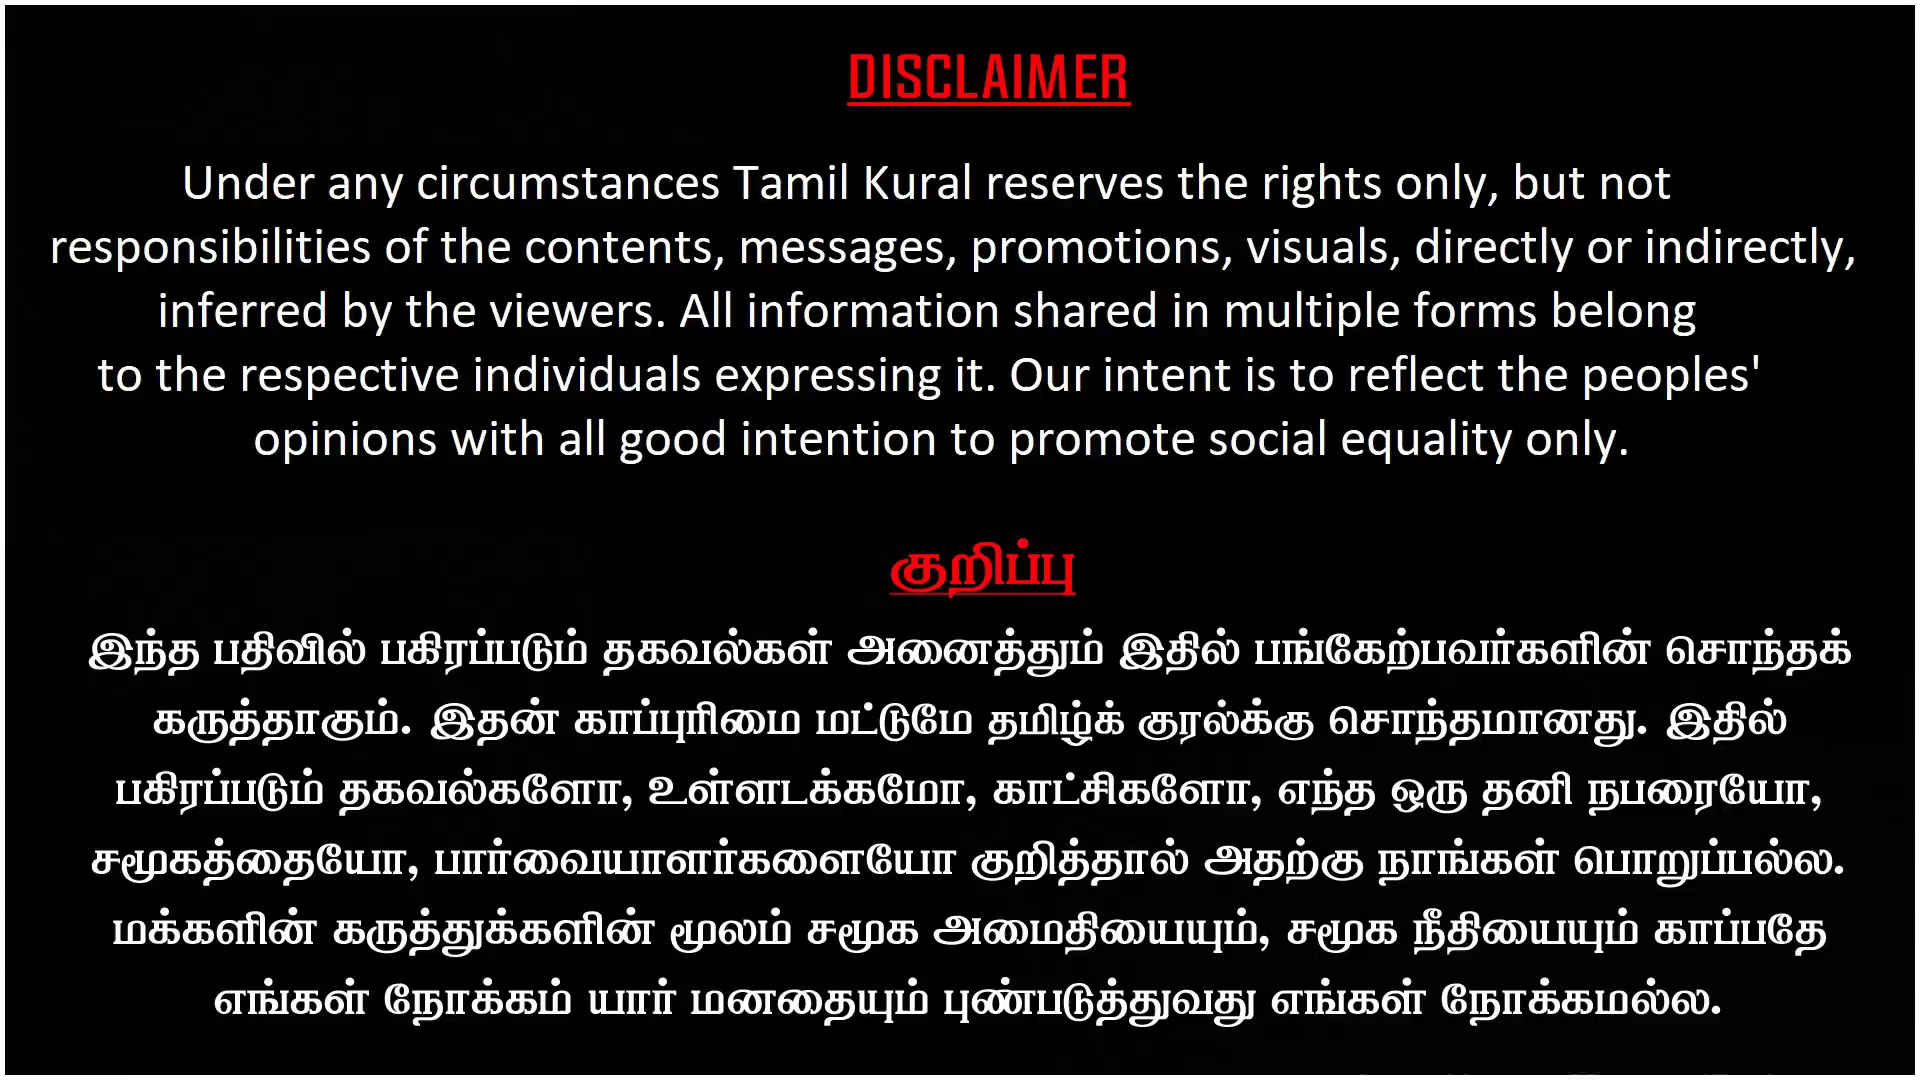 DISCLAIMER
Under any circumstances Tamil Kural reserves the rights only, but not
responsibilities of the contents, messages, promotions, visuals, directly or indirectly,
inferred by the viewers. All information shared in multiple forms belong
to the respective individuals expressing it. Our intent is to reflect the peoples'
opinions with all good intention to promote social equality only.
குறிப்பு
இந்த பதிவில் பகிரப்படும் தகவல்கள் அனைத்தும் இதில் பங்கேற்பவர்களின் சொந்தக்
கருத்தாகும். இதன் காப்புரிமை மட்டுமே தமிழ்க் குரல்க்கு சொந்தமானது. இதில்
பகிரப்படும் தகவல்களோ, உள்ளடக்கமோ, காட்சிகளோ, எந்த ஒரு தனி நபரையோ,
சமூகத்தையோ, பார்வையாளர்களையோ குறித்தால் அதற்கு நாங்கள் பொறுப்பல்ல.
மக்களின் கருத்துக்களின் மூலம் சமூக அமைதியையும், சமூக நீதியையும் காப்பதே
எங்கள் நோக்கம் யார் மனதையும் புண்படுத்துவது எங்கள் நோக்கமல்ல.